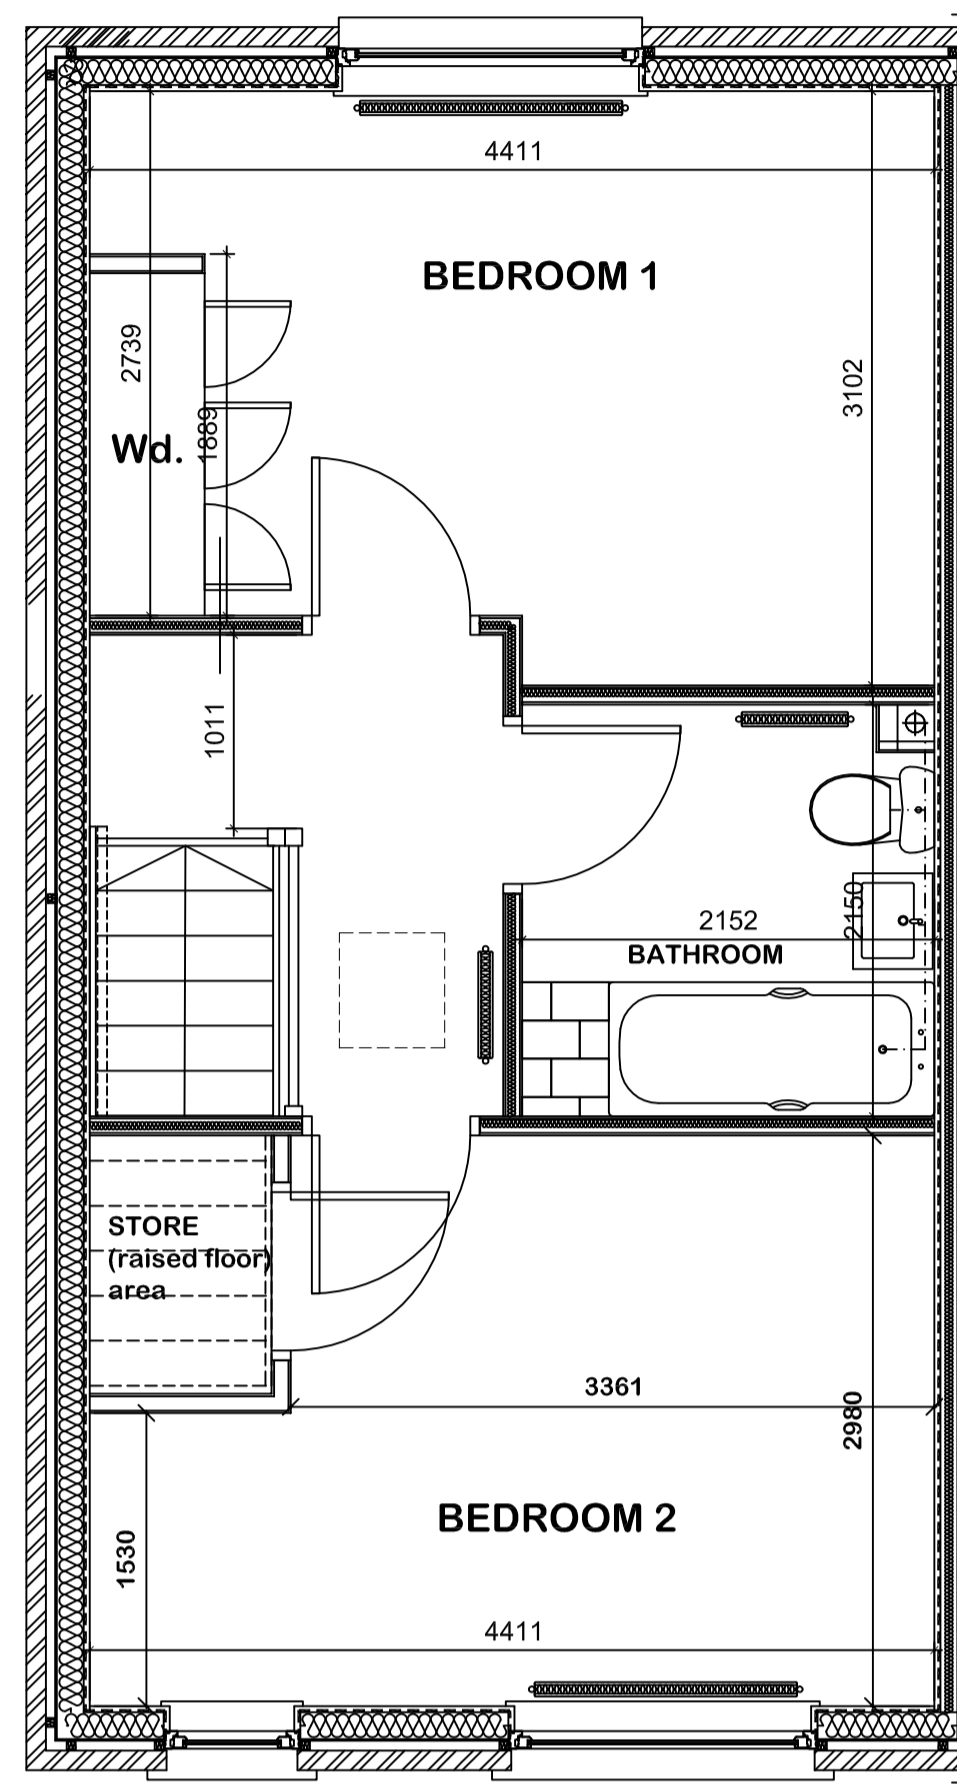 4411
BEDROOM 1
2739
3102
Wd.
1889
1011
2152
2150
BATHROOM
STORE
(raised floor)
area
3361
2980
BEDROOM 2
1530
4411